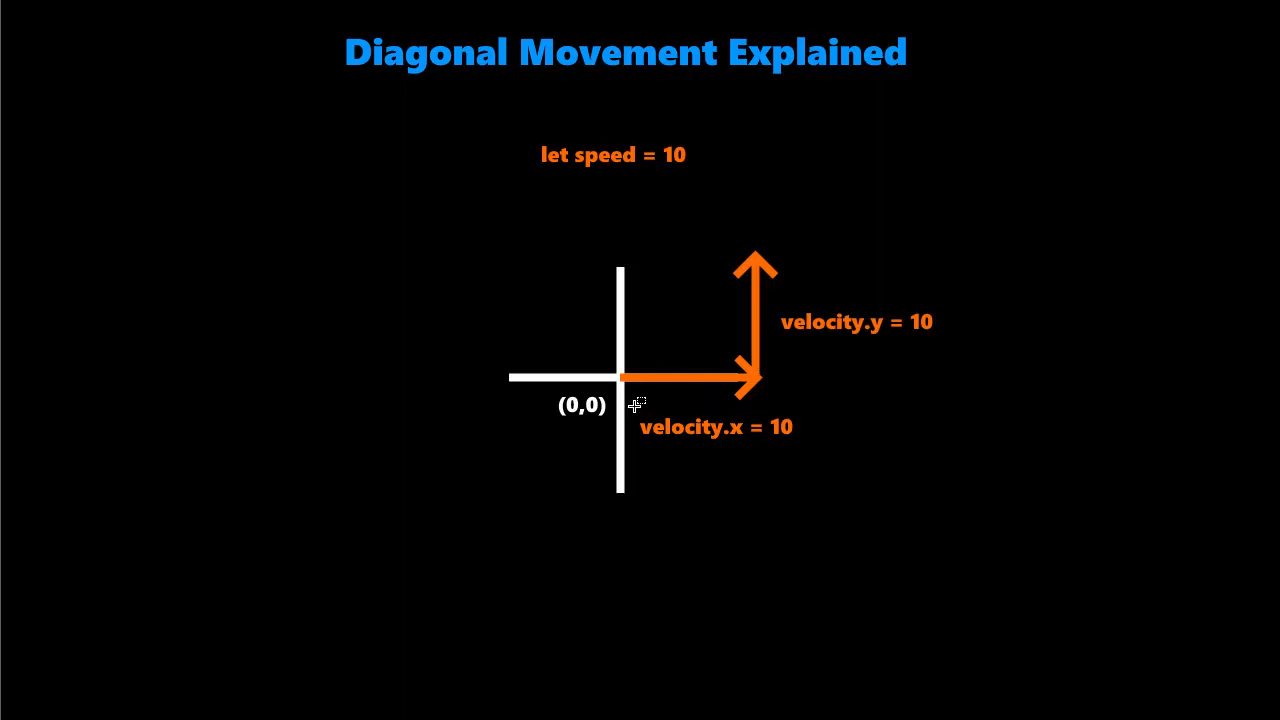 Diagonal Movement Explained
let speed = 10
velocity.y = 10
(0,0)
velocity.x = 10